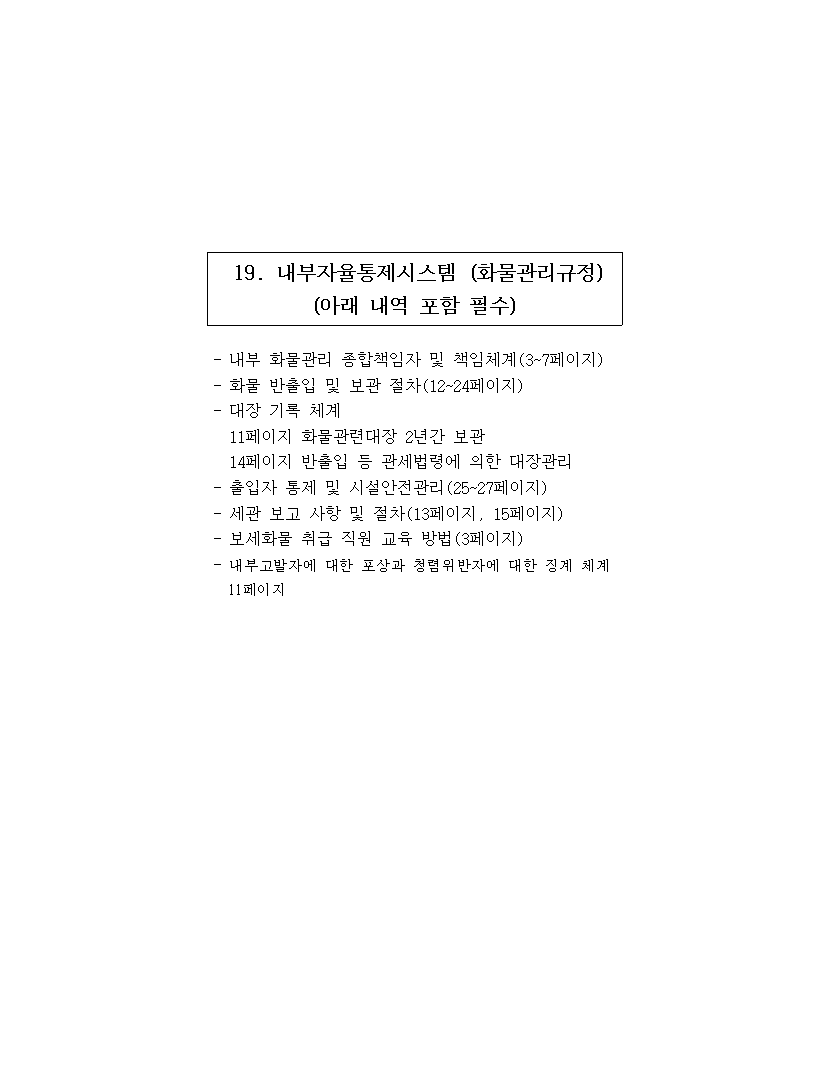 19. 내부자율통제시스템 (화물관리규정)
(아래 내역 포함 필수)
- 내부 화물관리 종합책임자 및 책임체계(3~7페이지)
- 화물 반출입 및 보관 절차(12~24페이지)
- 대장 기록 체계
11페이지 화물관련대장 2년간 보관
14페이지 반출입 등 관세법령에 의한 대장관리
- 출입자 통제 및 시설안전관리(25~27페이지)
- 세관 보고 사항 및 절차(13페이지, 15페이지)
- 보세화물 취급 직원 교육 방법(3페이지)
- 내부고발자에 대한 포상과 청렴위반자에 대한 징계 체계
11페이지